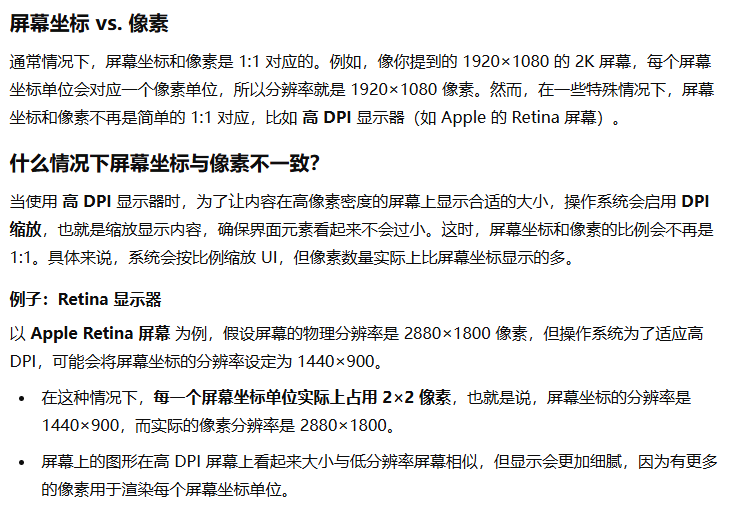 屏幕坐标 vs. 像素
通常情况下，屏幕坐标和像素是 1:1 对应的。例如，像你提到的 1920×1080 的 2K 屏幕，每个屏幕
坐标单位会对应一个像素单位，所以分辨率就是 1920×1080 像素。然而，在一些特殊情况下，屏幕
坐标和像素不再是简单的 1:1 对应，比如 高 DPI 显示器（如 Apple 的 Retina 屏幕）。
什么情况下屏幕坐标与像素不一致？
当使用 高 DPI 显示器时，为了让内容在高像素密度的屏幕上显示合适的大小，操作系统会启用 DPI
缩放，也就是缩放显示内容，确保界面元素看起来不会过小。这时，屏幕坐标和像素的比例会不再是
1:1。具体来说，系统会按比例缩放 UI，但像素数量实际上比屏幕坐标显示的多。
例子：Retina 显示器
以 Apple Retina 屏幕 为例，假设屏幕的物理分辨率是 2880×1800 像素，但操作系统为了适应高
DPI，可能会将屏幕坐标的分辨率设定为 1440×900。
• 在这种情况下，每一个屏幕坐标单位实际上占用 2×2 像素，也就是说，屏幕坐标的分辨率是
1440×900，而实际的像素分辨率是 2880×1800。
• 屏幕上的图形在高 DPI 屏幕上看起来大小与低分辨率屏幕相似，但显示会更加细腻，因为有更多
的像素用于渲染每个屏幕坐标单位。